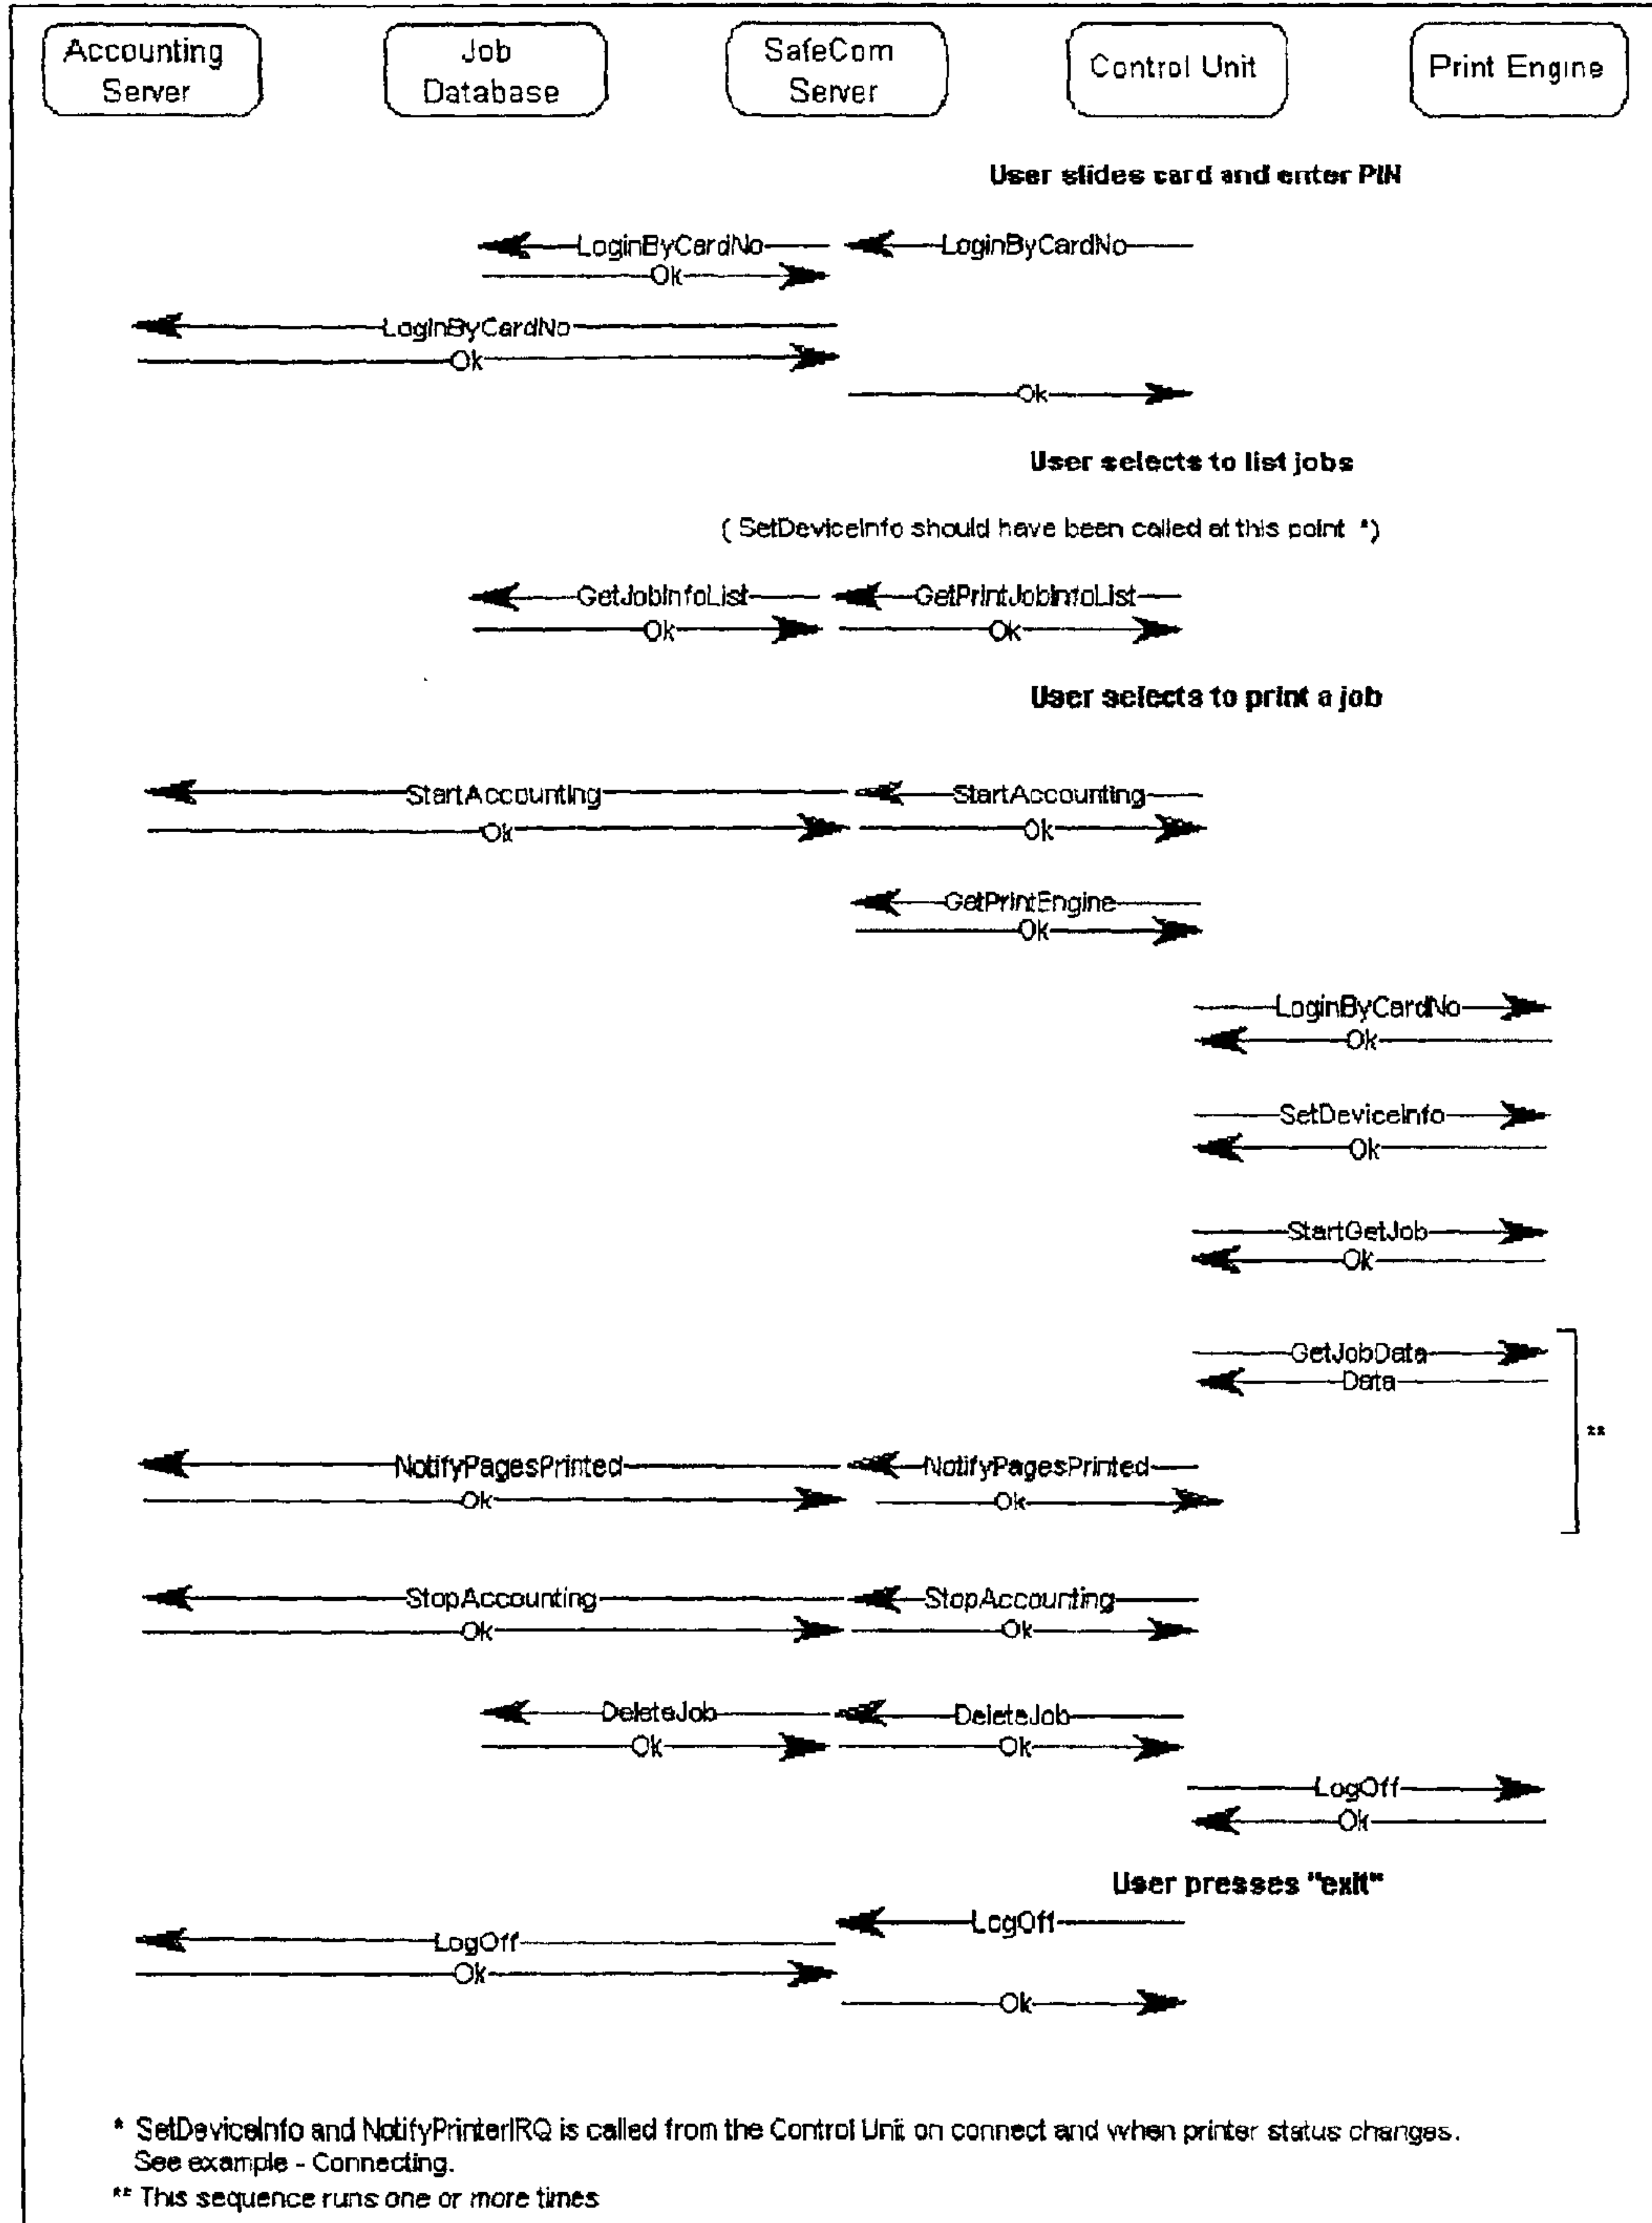 Accounting Server
Job Database
SafeCom Server
Control Unit
Print Engine
User slides card and enter PIN
LoginByCardNo LoginByCardNo
Ok
LoginByCardNo
Ok
Ok
User selects to list jobs
( SetDeviceInfo should have been called at this point *)
GetJobInfoList GetPrintJobInfoList
Ok Ok
User selects to print a job
StartAccounting StartAccounting
Ok Ok
GetPrintEngine
Ok
LoginByCardNo
Ok
SetDeviceInfo
Ok
StartGetJob
Ok
GetJobData
Data
**
NotifyPagesPrinted NotifyPagesPrinted
Ok Ok
StopAccounting StopAccounting
Ok Ok
DeleteJob DeleteJob
Ok Ok
LogOff
Ok
User presses "exit"
LogOff
LogOff
Ok
Ok
* SetDeviceInfo and NotifyPrinterIRQ is called from the Control Unit on connect and when printer status changes.
See example - Connecting.
** This sequence runs one or more times